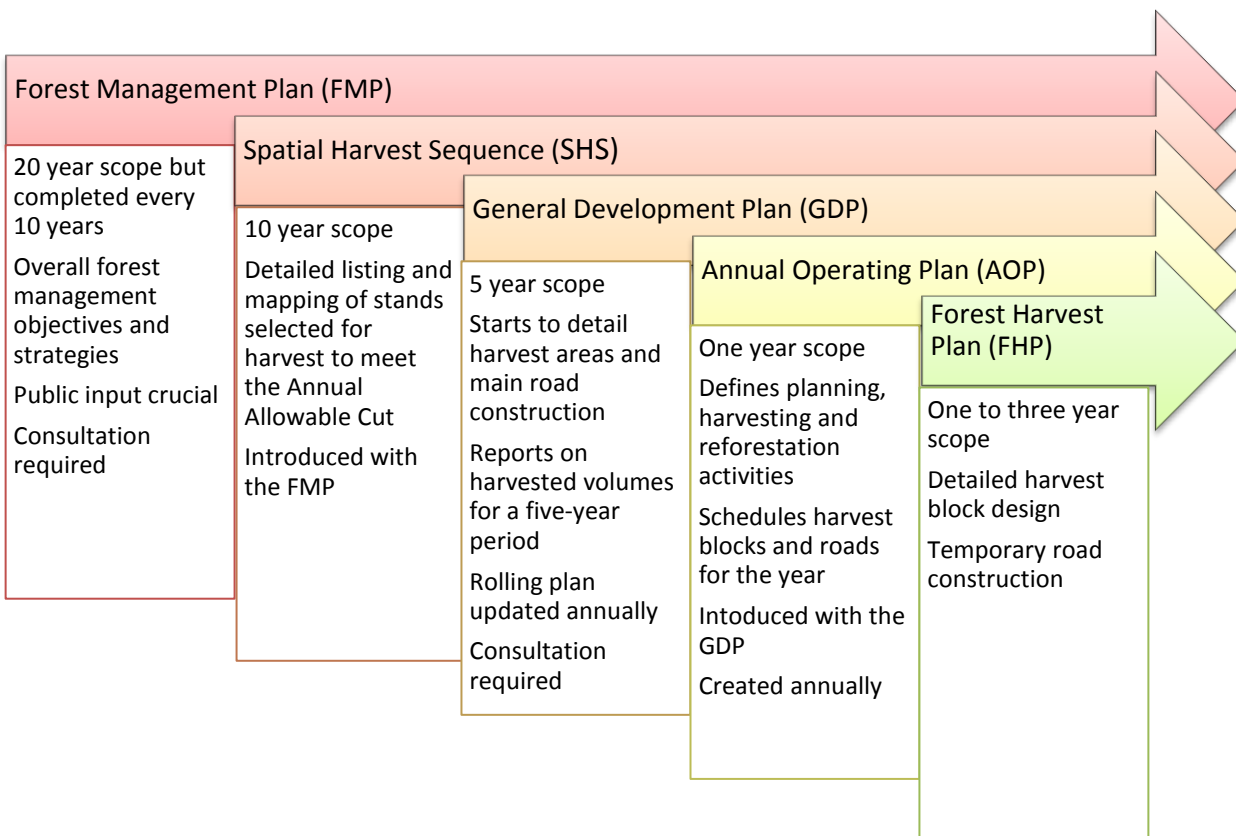 Forest Management Plan (FMP)
20 year scope but
completed every
10 years
Overall forest
management
objectives and
strategies
Public input crucial
Consultation
required
Spatial Harvest Sequence (SHS)
10 year scope
Detailed listing and
mapping of stands
selected for
harvest to meet
the Annual
Allowable Cut
Introduced with
the FMP
General Development Plan (GDP)
5 year scope
Starts to detail
harvest areas and
main road
construction
Reports on
harvested volumes
for a five-year
period
Rolling plan
updated annually
Consultation
required
Annual Operating Plan (AOP)
One year scope
Defines planning,
harvesting and
reforestation
activities
Schedules harvest
blocks and roads
for the year
Intoduced with the
GDP
Created annually
Forest Harvest
Plan (FHP)
One to three year
scope
Detailed harvest
block design
Temporary road
construction